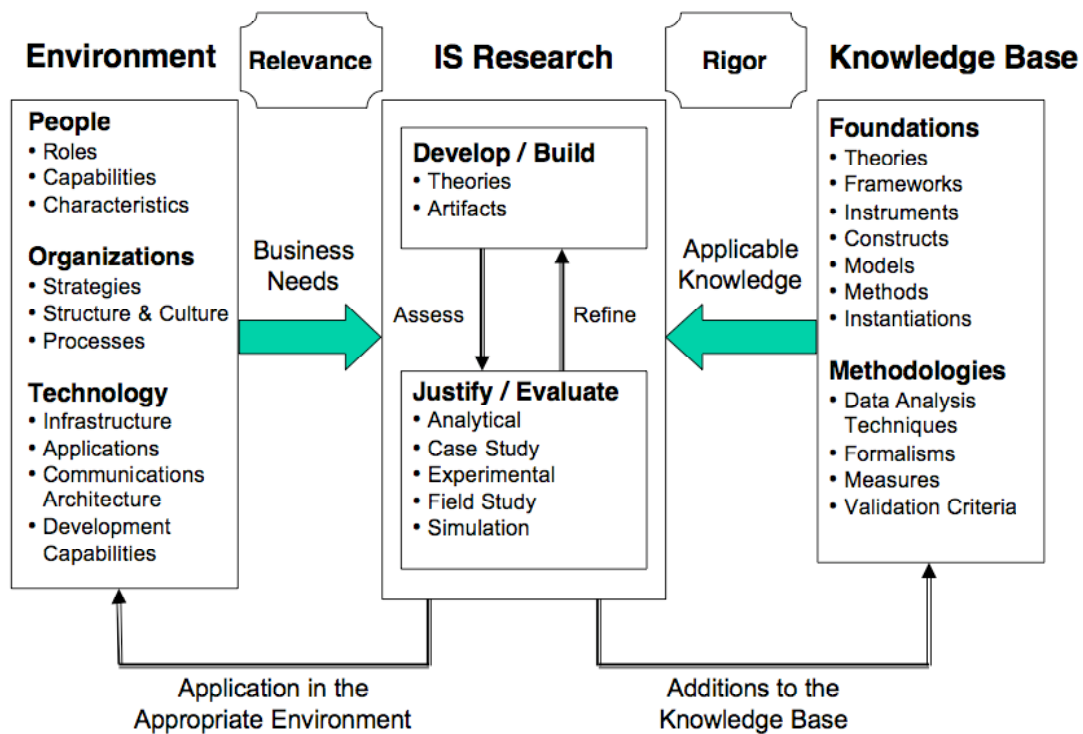 Environment
Relevance
IS Research
Rigor
Knowledge Base
People
• Roles
• Capabilities
• Characteristics
Organizations
• Strategies
• Structure & Culture
• Processes
Technology
• Infrastructure
• Applications
• Communications
Architecture
• Development
Capabilities
Business
Needs
Develop / Build
• Theories
• Artifacts
Assess
Refine
Justify / Evaluate
• Analytical
• Case Study
• Experimental
• Field Study
• Simulation
Applicable
Knowledge
Foundations
• Theories
• Frameworks
• Instruments
• Constructs
• Models
• Methods
• Instantiations
Methodologies
• Data Analysis
Techniques
• Formalisms
• Measures
• Validation Criteria
Application in the
Appropriate Environment
Additions to the
Knowledge Base